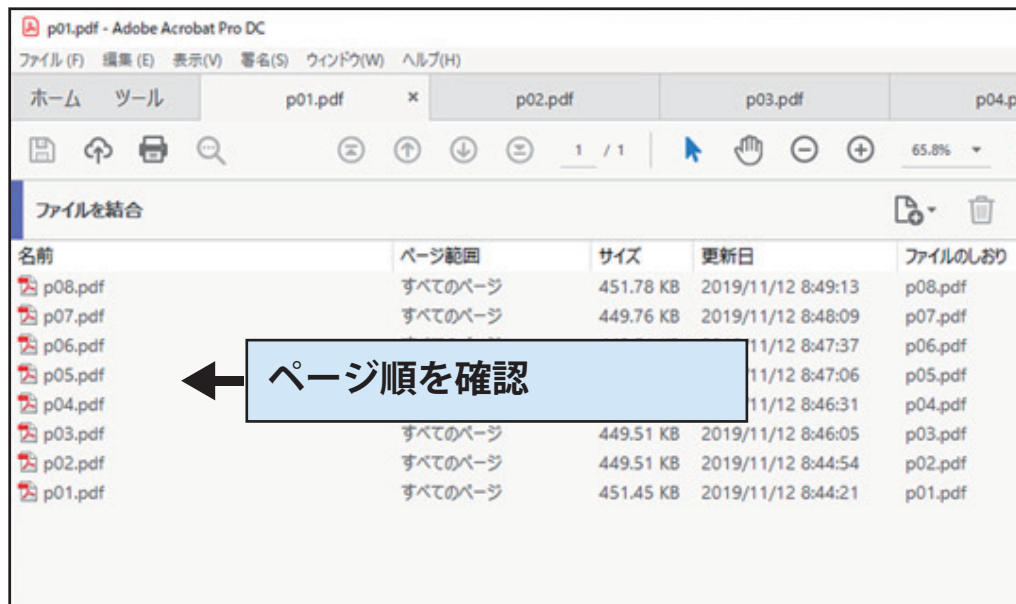 p01.pdf - Adobe Acrobat Pro DC
ファイル(F) 編集(E) 表示(V) 署名(S) ウィンドウ(W) ヘルプ(H)
ホーム ツール p01.pdf × p02.pdf p03.pdf p04.p
1 / 1 65.8%
ファイルを結合
名前 ページ範囲 サイズ 更新日 ファイルのしおり
p08.pdf すべてのページ 451.78 KB 2019/11/12 8:49:13 p08.pdf
p07.pdf すべてのページ 449.76 KB 2019/11/12 8:48:09 p07.pdf
p06.pdf 11/12 8:47:37 p06.pdf
p05.pdf ページ順を確認 11/12 8:47:06 p05.pdf
p04.pdf 11/12 8:46:31 p04.pdf
p03.pdf すべてのページ 449.51 KB 2019/11/12 8:46:05 p03.pdf
p02.pdf すべてのページ 449.51 KB 2019/11/12 8:44:54 p02.pdf
p01.pdf すべてのページ 451.45 KB 2019/11/12 8:44:21 p01.pdf